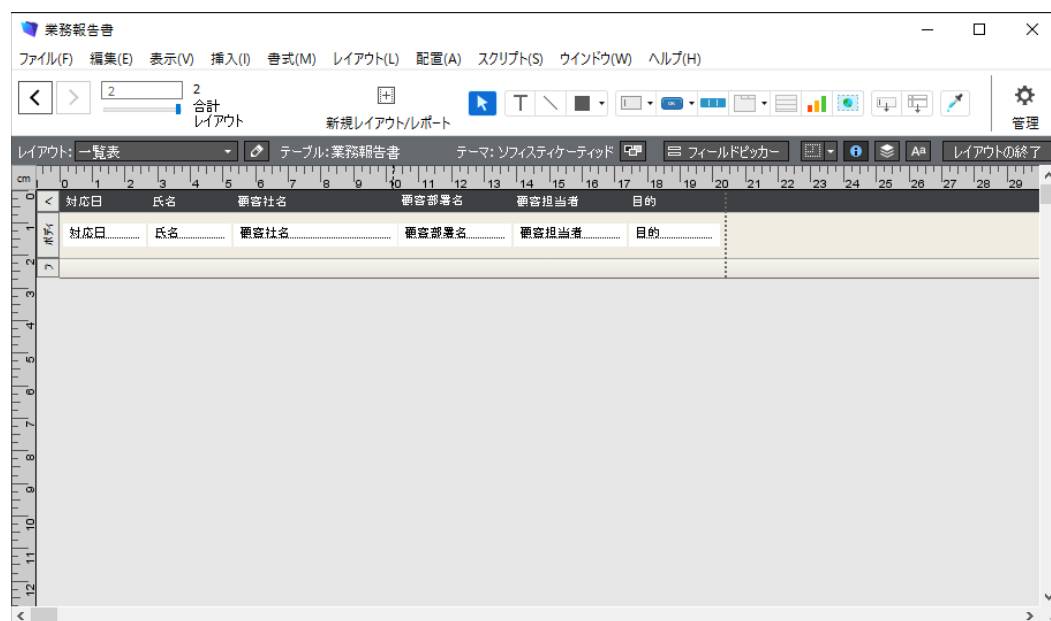 業務報告書
ファイル(F) 編集(E) 表示(V) 挿入(I) 書式(M) レイアウト(L) 配置(A) スクリプト(S) ウインドウ(W) ヘルプ(H)
2
2
合計
レイアウト
新規レイアウト/レポート
T
管理
レイアウト: 一覧表 テーブル: 業務報告書 テーマ: ソフィスティケーティッド フィールドピッカー Aa レイアウトの終了
cm
0 1 2 3 4 5 6 7 8 9 10 11 12 13 14 15 16 17 18 19 20 21 22 23 24 25 26 27 28 29
対応日 氏名 顧客社名 顧客部署名 顧客担当者 目的
ボディ
対応日 氏名 顧客社名 顧客部署名 顧客担当者 目的
フ
0 1 2 3 4 5 6 7 8 9 10 11 12